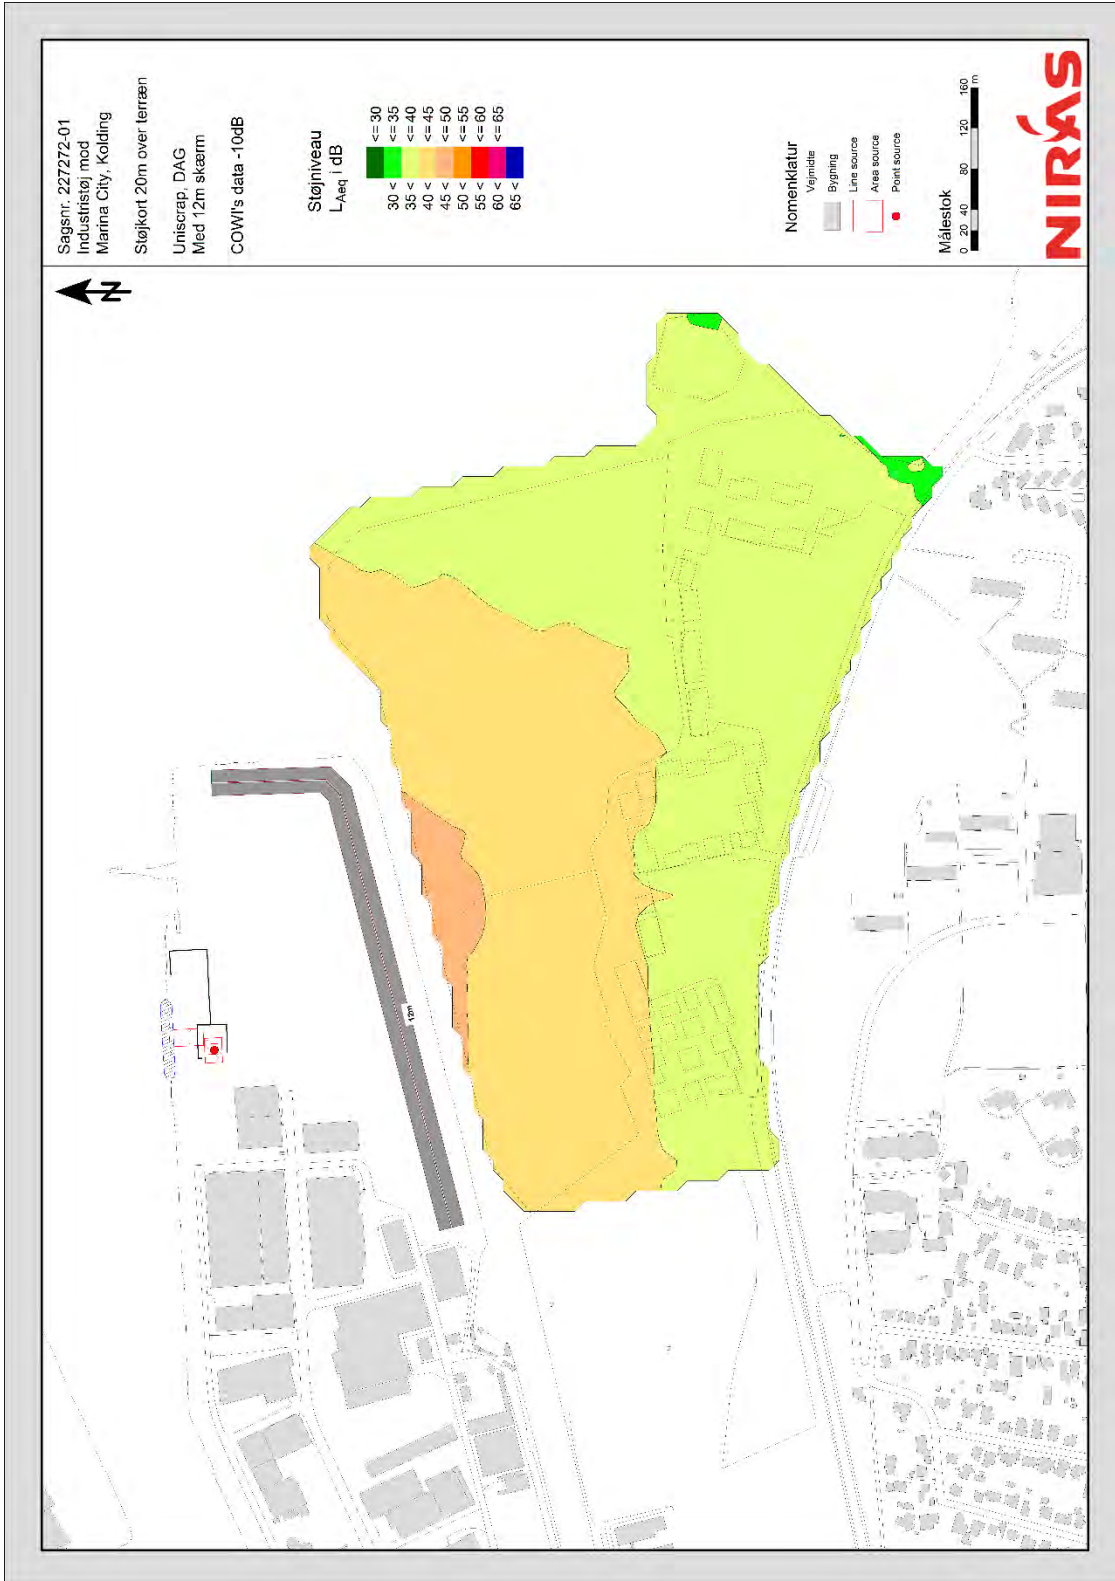 Sagsnr. 227272-01
Industristøj mod
Marina City, Kolding
Støjkort 20m over terræn
Uniscrap, DAG
Med 12m skærm
COWI's data -10dB
Støjniveau
LAeq i dB
<= 30
30 < <= 35
35 < <= 40
40 < <= 45
45 < <= 50
50 < <= 55
55 < <= 60
60 < <= 65
65 <
Nomenklatur
Vejmidte
Bygning
Line source
Area source
Point source
Målestok
0 20 40 80 120 160
m
NIRAS
N
12m